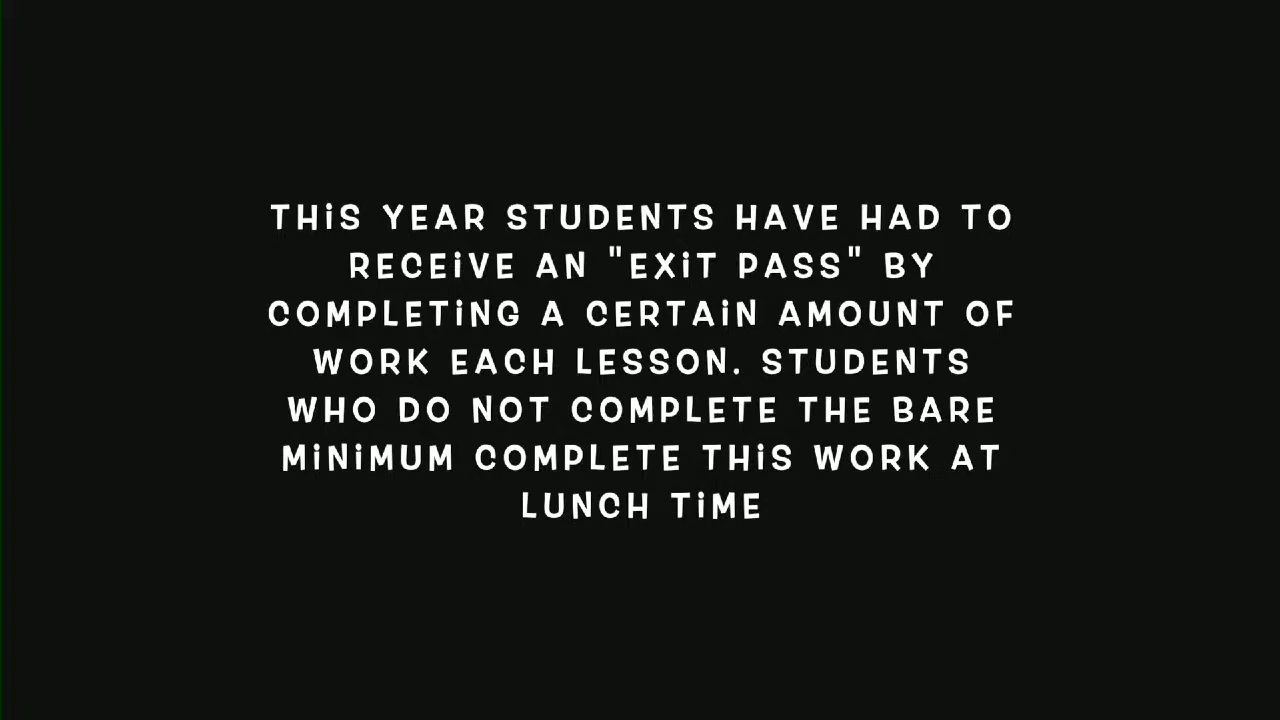 THiS YEAR STUDENTS HAVE HAD TO
RECEiVE AN "EXiT PASS" BY
COMPLETiNG A CERTAiN AMOUNT OF
WORK EACH LESSON. STUDENTS
WHO DO NOT COMPLETE THE BARE
MiNiMUM COMPLETE THiS WORK AT
LUNCH TiME